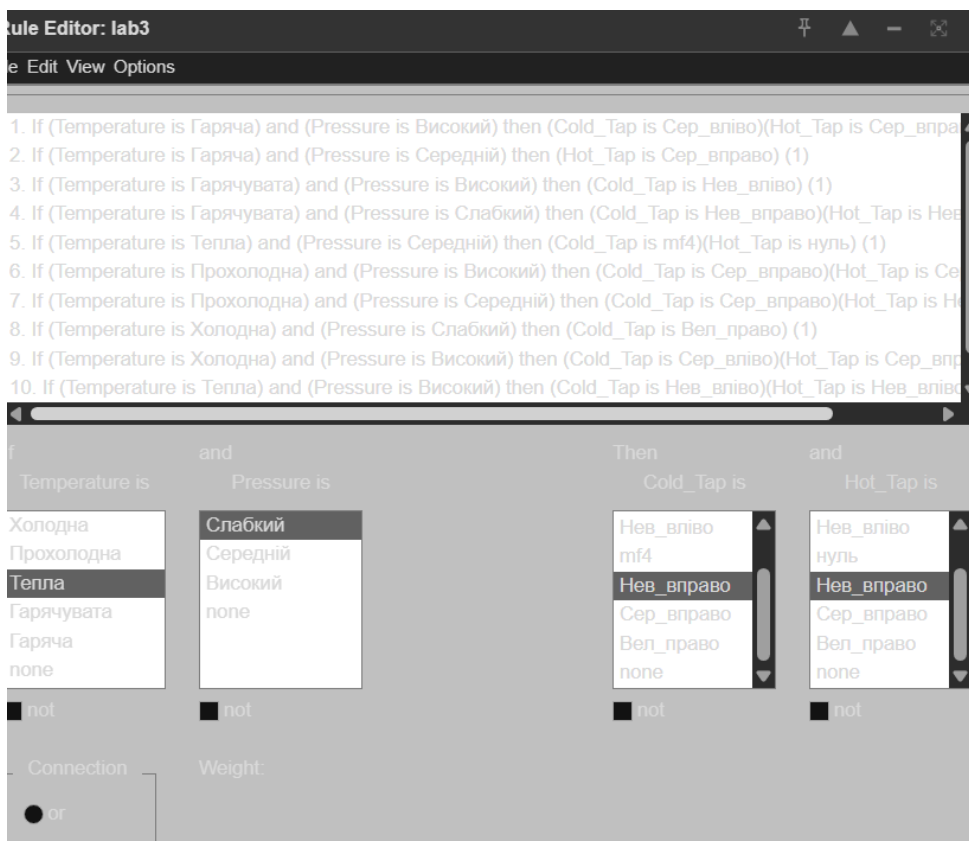 Rule Editor: lab3
Edit View Options
1. If (Temperature is Гаряча) and (Pressure is Високий) then (Cold_Tap is Сер_вліво)(Hot_Tap is Сер_впра
2. If (Temperature is Гаряча) and (Pressure is Середній) then (Hot_Tap is Сер_вправо) (1)
3. If (Temperature is Гарячувата) and (Pressure is Високий) then (Cold_Tap is Нев_вліво) (1)
4. If (Temperature is Гарячувата) and (Pressure is Слабкий) then (Cold_Tap is Нев_вправо)(Hot_Tap is Нев
5. If (Temperature is Тепла) and (Pressure is Середній) then (Cold_Tap is mf4)(Hot_Tap is нуль) (1)
6. If (Temperature is Прохолодна) and (Pressure is Високий) then (Cold_Tap is Сер_вправо)(Hot_Tap is Се
7. If (Temperature is Прохолодна) and (Pressure is Середній) then (Cold_Tap is Сер_вправо)(Hot_Tap is Не
8. If (Temperature is Холодна) and (Pressure is Слабкий) then (Cold_Tap is Вел_право) (1)
9. If (Temperature is Холодна) and (Pressure is Високий) then (Cold_Tap is Сер_вліво)(Hot_Tap is Сер_впр
10. If (Temperature is Тепла) and (Pressure is Високий) then (Cold_Tap is Нев_вліво)(Hot_Tap is Нев_вліво
and Then and
Temperature is Pressure is Cold_Tap is Hot_Tap is
Холодна
Прохолодна
Тепла
Гарячувата
Гаряча
none
Слабкий
Середній
Високий
none
Нев_вліво
mf4
Нев_вправо
Сер_вправо
Вел_право
none
Нев_вліво
нуль
Нев_вправо
Сер_вправо
Вел_право
none
not not not not
Connection Weight:
or